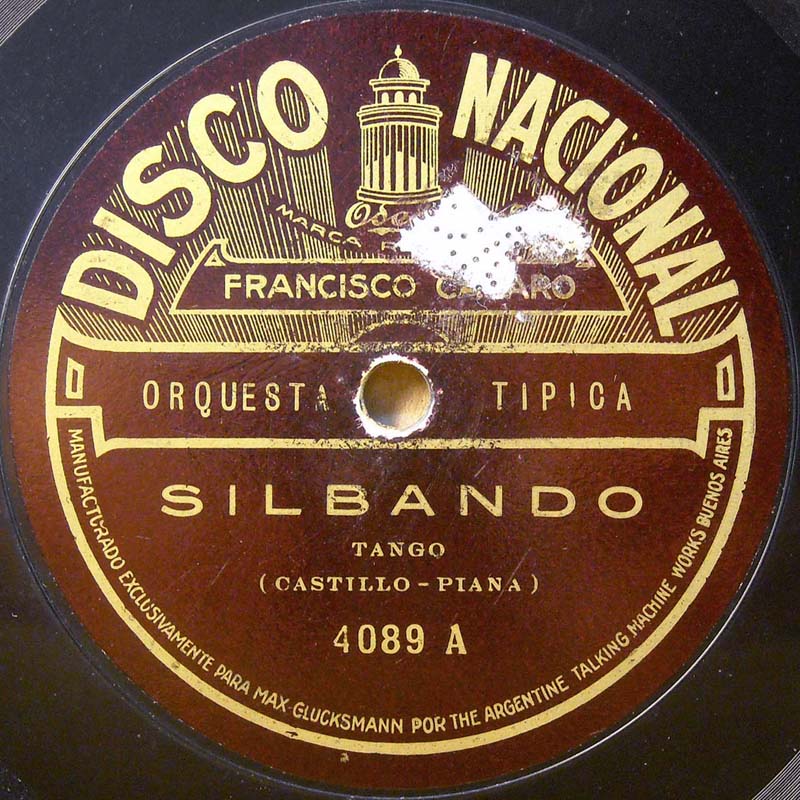 DISCO NACIONAL
MARCA
FRANCISCO
ORQUESTA TIPICA
SILBANDO
TANGO
(CASTILLO-PIANA)
4089 A
MANUFACTURADO EXCLUSIVAMENTE PARA MAX-GLUCKSMANN POR THE ARGENTINE TALKING MACHINE WORKS BUENOS AIRES